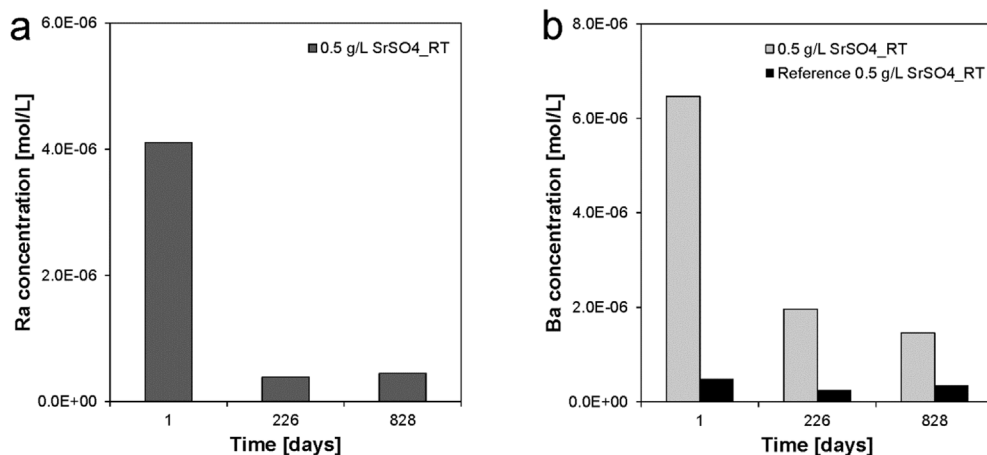 a
6.0E-06
0.5 g/L SrSO4_RT
4.0E-06
2.0E-06
0.0E+00
Ra concentration [mol/L]
1 226 828
Time [days]
b
8.0E-06
0.5 g/L SrSO4_RT
Reference 0.5 g/L SrSO4_RT
6.0E-06
4.0E-06
2.0E-06
0.0E+00
Ba concentration [mol/L]
1 226 828
Time [days]